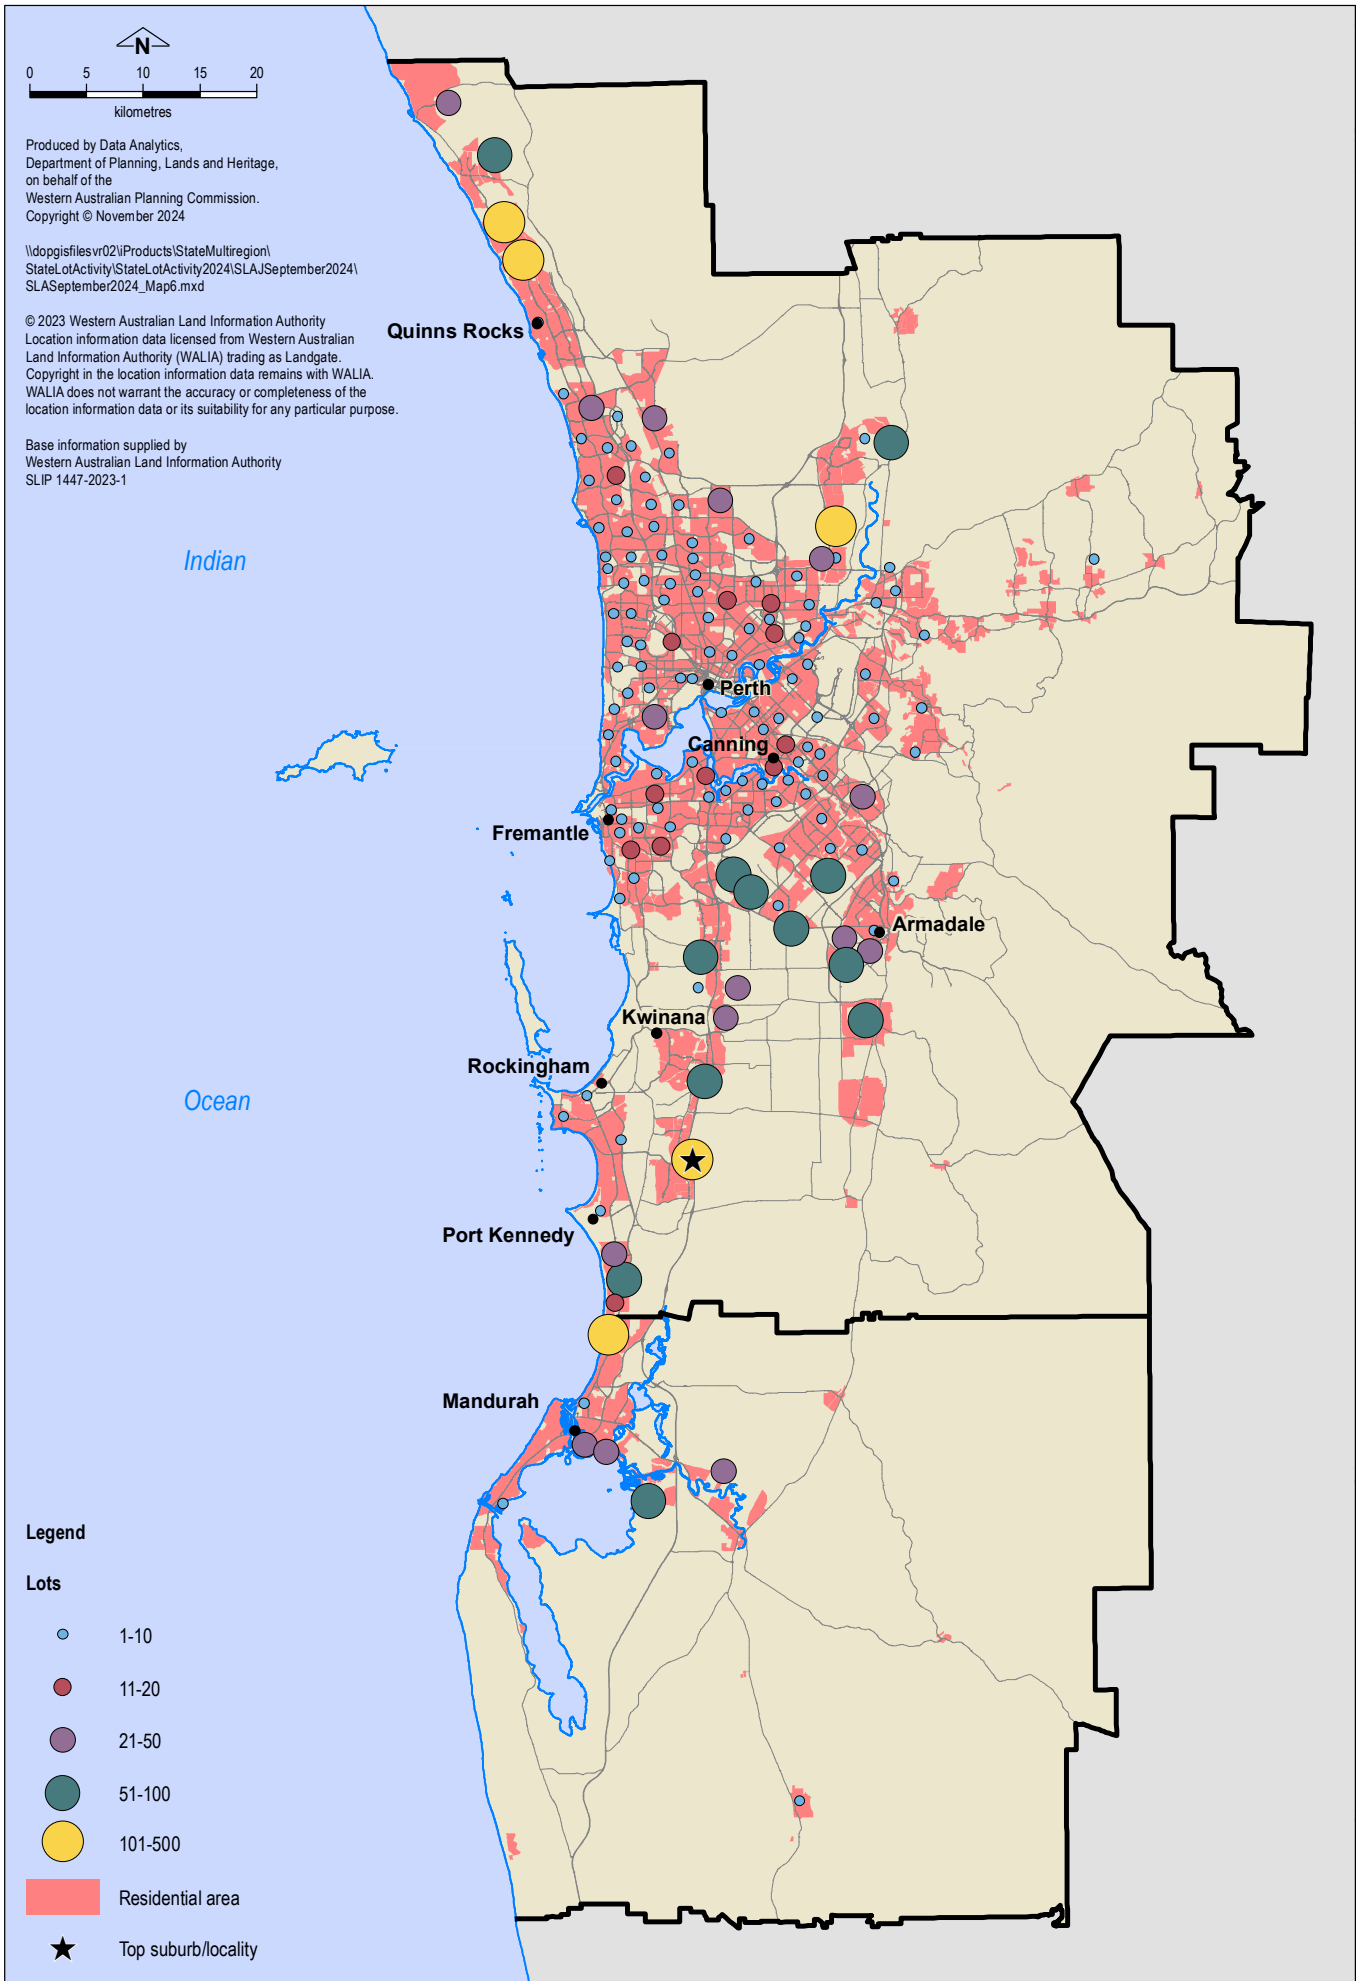 N
0 5 10 15 20
kilometres
Produced by Data Analytics,
Department of Planning, Lands and Heritage,
on behalf of the
Western Australian Planning Commission.
Copyright © November 2024
\\dopgisfilesvr02\iProducts\StateMultiregion\
StateLotActivity\StateLotActivity2024\SLAJSeptember2024\
SLASeptember2024_Map6.mxd
© 2023 Western Australian Land Information Authority
Location information data licensed from Western Australian
Land Information Authority (WALIA) trading as Landgate.
Copyright in the location information data remains with WALIA.
WALIA does not warrant the accuracy or completeness of the
location information data or its suitability for any particular purpose.
Base information supplied by
Western Australian Land Information Authority
SLIP 1447-2023-1
Quinns Rocks
Indian
Perth
Canning
Fremantle
Armadale
Kwinana
Rockingham
Ocean
Port Kennedy
Mandurah
Legend
Lots
1-10
11-20
21-50
51-100
101-500
Residential area
Top suburb/locality